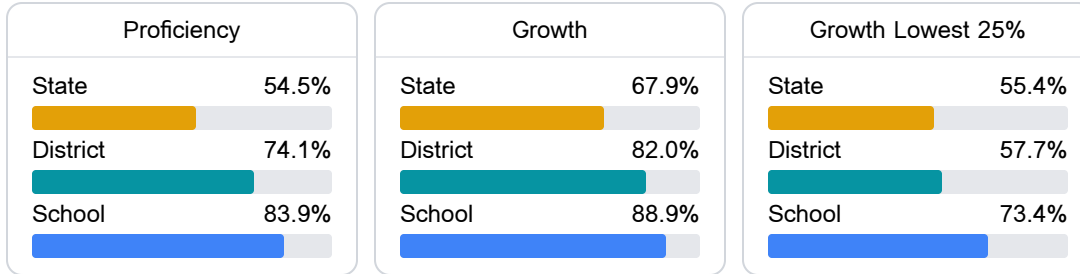 Proficiency
State 54.5%
District 74.1%
School 83.9%
Growth
State 67.9%
District 82.0%
School 88.9%
Growth Lowest 25%
State 55.4%
District 57.7%
School 73.4%